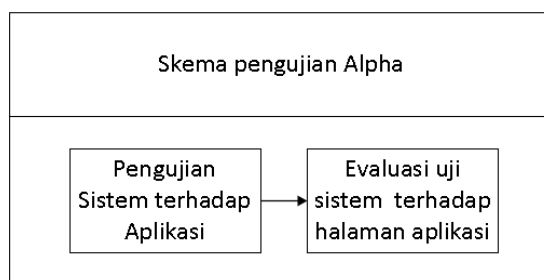 Skema pengujian Alpha
Pengujian
Sistem terhadap
Aplikasi
Evaluasi uji
sistem terhadap
halaman aplikasi